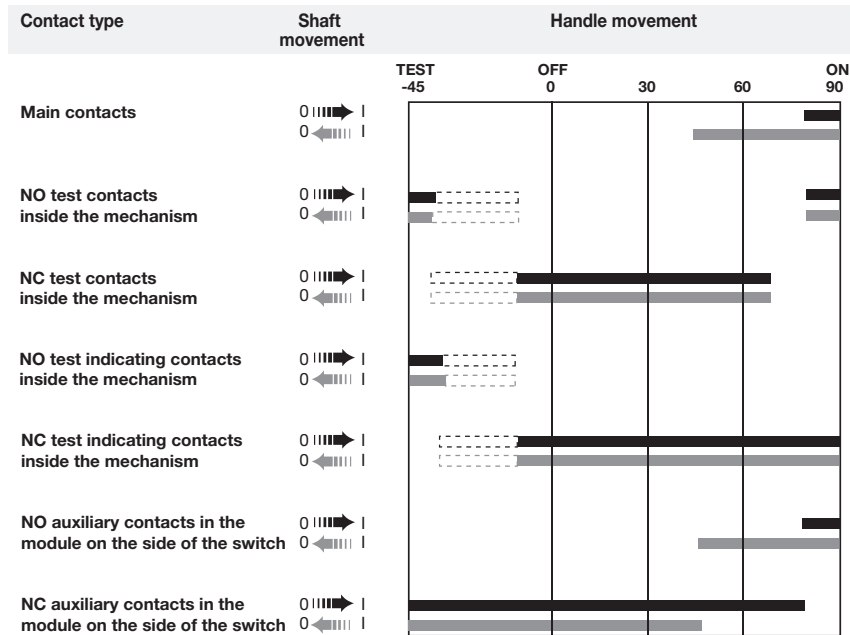 Contact type Shaft movement Handle movement
TEST OFF ON
-45 0 30 60 90
Main contacts 0 I
0 I
NO test contacts 0 I
inside the mechanism 0 I
NC test contacts 0 I
inside the mechanism 0 I
NO test indicating contacts 0 I
inside the mechanism 0 I
NC test indicating contacts 0 I
inside the mechanism 0 I
NO auxiliary contacts in the 0 I
module on the side of the switch 0 I
NC auxiliary contacts in the 0 I
module on the side of the switch 0 I